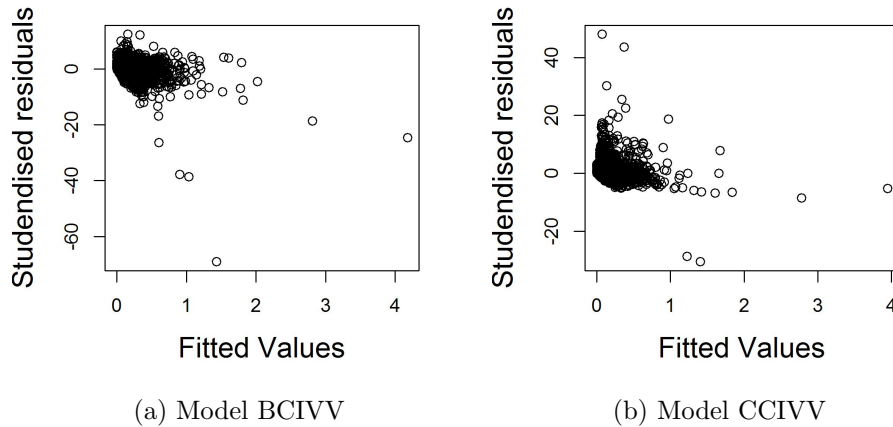 Studendised residuals
0
-20
-40
-60
0 1 2 3 4
Fitted Values
(a) Model BCIVV
Studendised residuals
40
20
0
-20
0 1 2 3 4
Fitted Values
(b) Model CCIVV